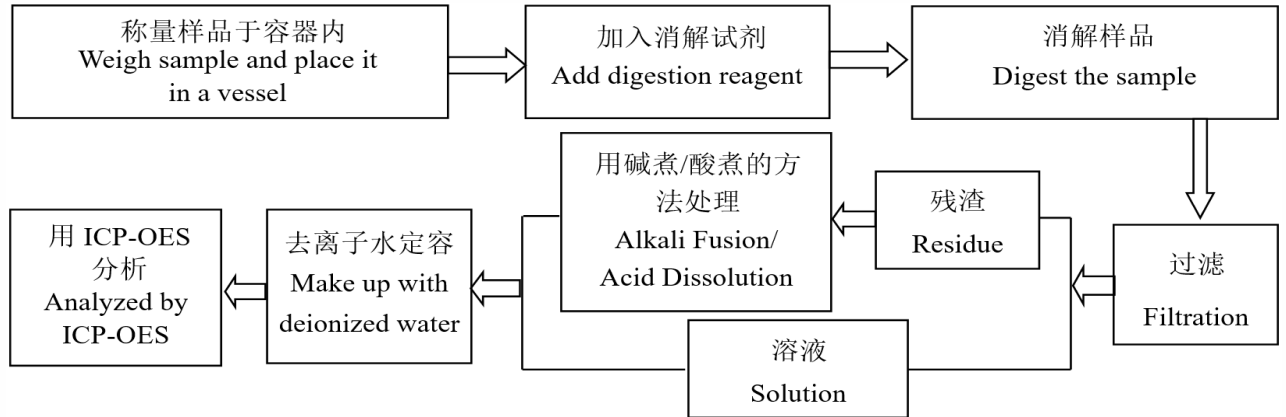 称量样品于容器内
Weigh sample and place it
in a vessel
加入消解试剂
Add digestion reagent
消解样品
Digest the sample
过滤
Filtration
残渣
Residue
用碱煮/酸煮的方
法处理
Alkali Fusion/
Acid Dissolution
溶液
Solution
去离子水定容
Make up with
deionized water
用 ICP-OES
分析
Analyzed by
ICP-OES